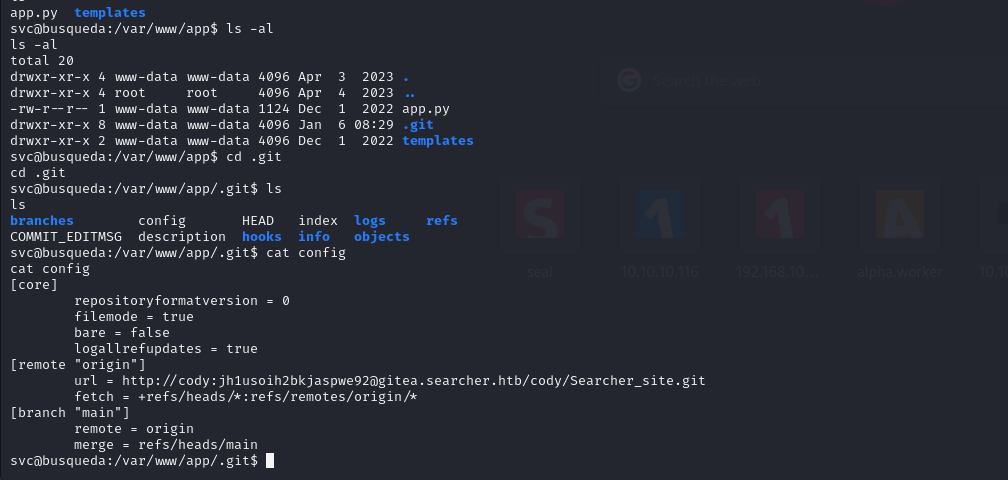 app.py  templates
svc@busqueda:/var/www/app$ ls -al
ls -al
total 20
drwxr-xr-x 4 www-data www-data 4096 Apr  3  2023 .
drwxr-xr-x 4 root     root     4096 Apr  4  2023 ..
-rw-r--r-- 1 www-data www-data 1124 Dec  1  2022 app.py
drwxr-xr-x 8 www-data www-data 4096 Jan  6 08:29 .git
drwxr-xr-x 2 www-data www-data 4096 Dec  1  2022 templates
svc@busqueda:/var/www/app$ cd .git
cd .git
svc@busqueda:/var/www/app/.git$ ls
ls
branches        config       HEAD   index  logs     refs
COMMIT_EDITMSG  description  hooks  info   objects
svc@busqueda:/var/www/app/.git$ cat config
cat config
[core]
        repositoryformatversion = 0
        filemode = true
        bare = false
        logallrefupdates = true
[remote "origin"]
        url = http://cody:jh1usoih2bkjaspwe92@gitea.searcher.htb/cody/Searcher_site.git
        fetch = +refs/heads/*:refs/remotes/origin/*
[branch "main"]
        remote = origin
        merge = refs/heads/main
svc@busqueda:/var/www/app/.git$
Search the web
seal
10.10.10.116
192.168.10...
alpha.worker